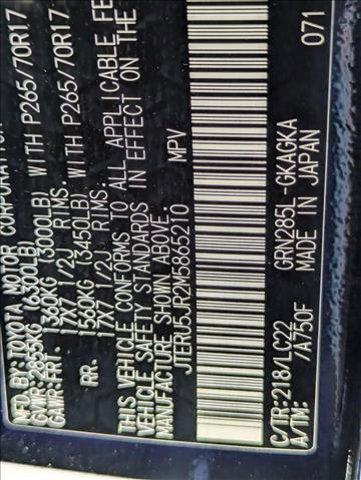 MFD.BY:TOYOTA MOTOR CORPORATION
GVWR:2855KG(6300LB)
GAWR:FRT. 1360KG(3000LB) WITH P265/70R17
17X7 1/2J RIMS.
RR. 1560KG(3450LB) WITH P265/70R17
17X7 1/2J RIMS.
THIS VEHICLE CONFORMS TO ALL APPLICABLE FE
VEHICLE SAFETY STANDARDS IN EFFECT ON THE
MANUFACTURE SHOWN ABOVE.
JTERU5JR2N5865210 MPV
C/TR:218/LC22 GRN285L-GKAGKA
A/TM: /A750F MADE IN JAPAN
071